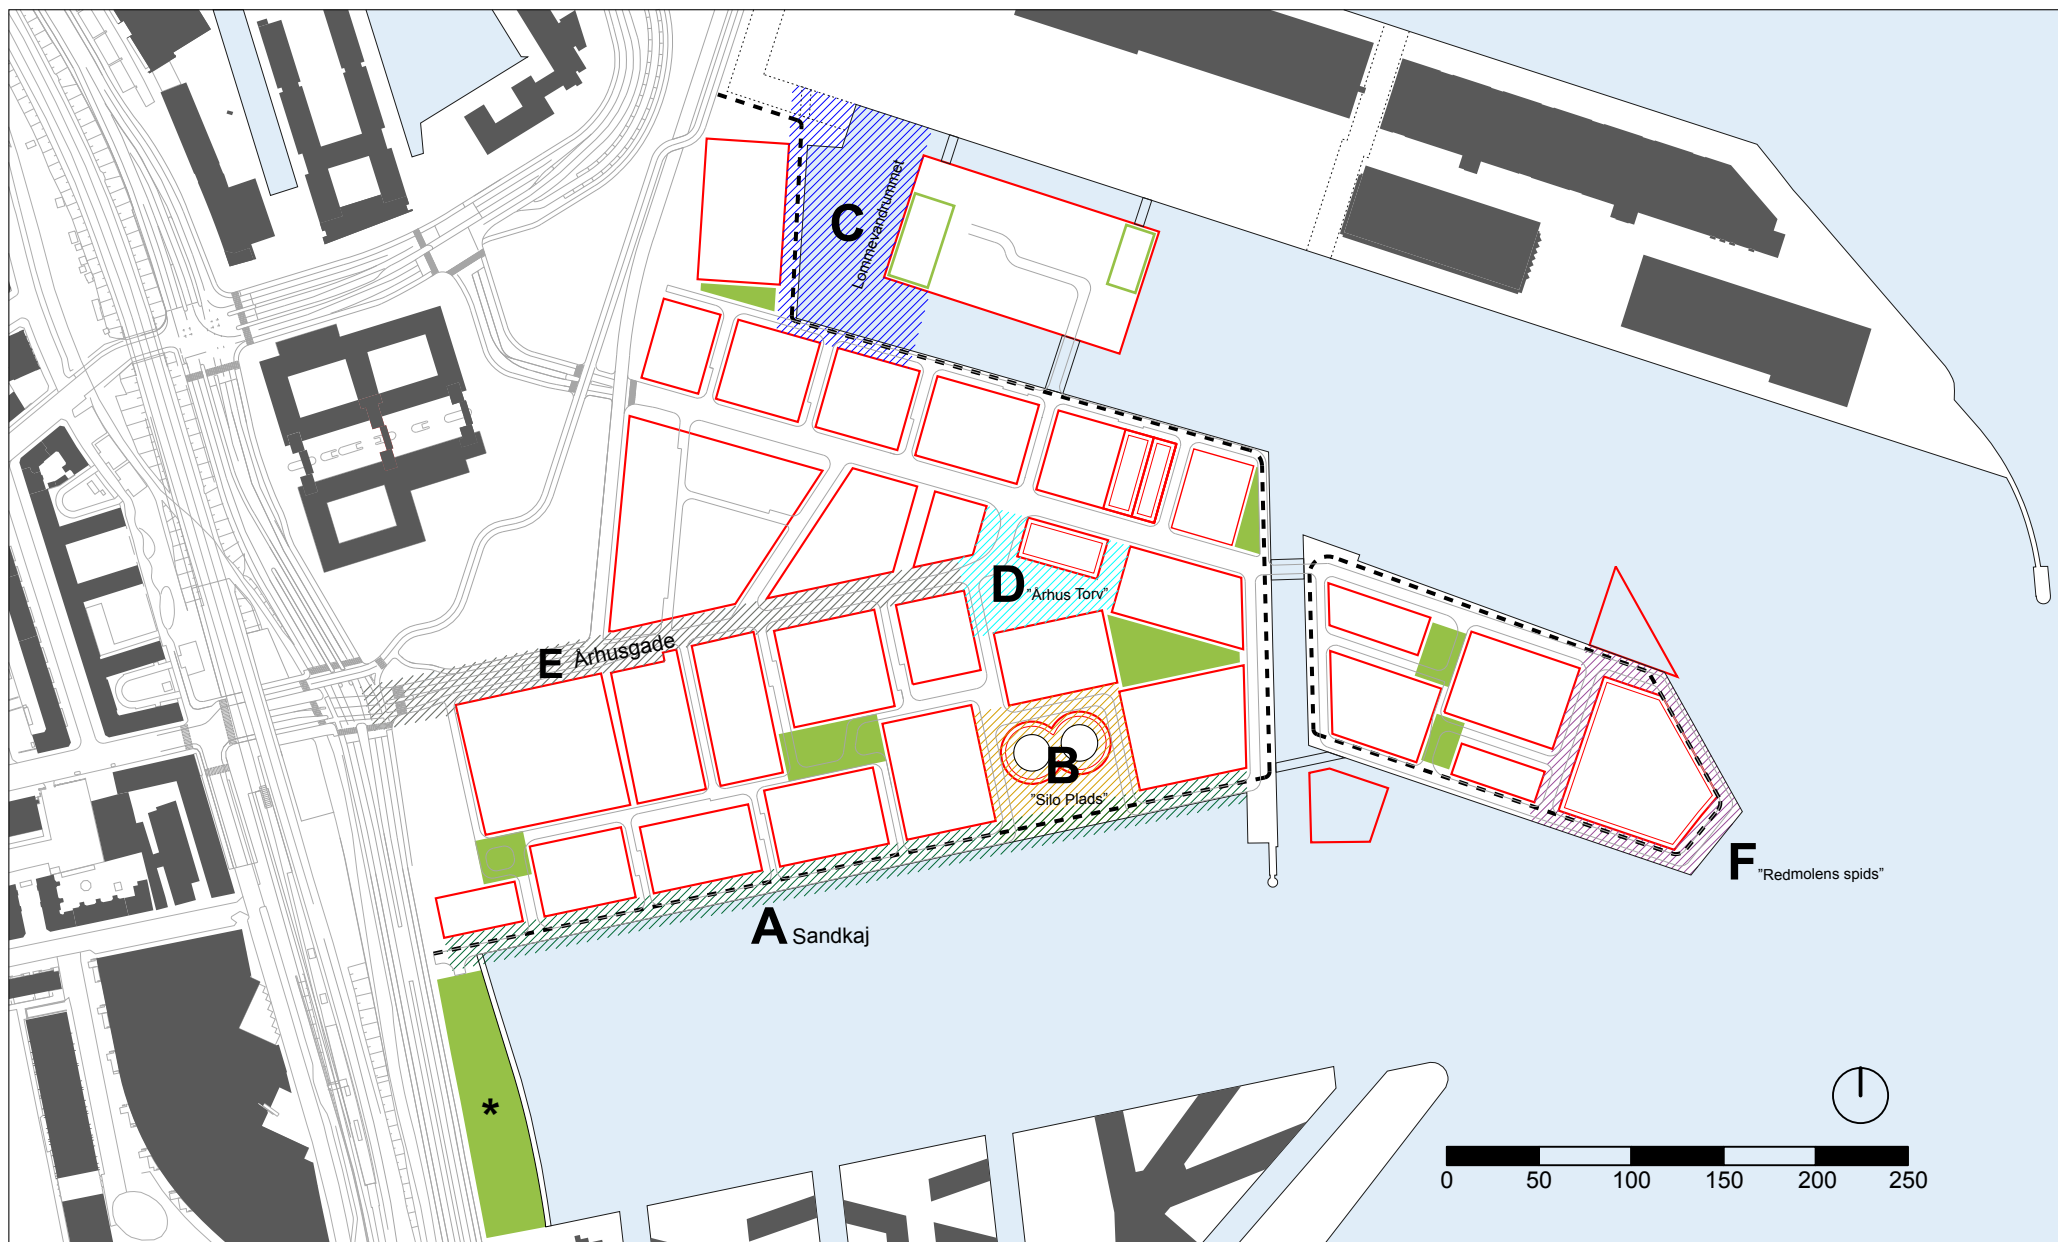 C
Lommevandrummet
D "Århus Torv"
E Århusgade
B
"Silo Plads"
A Sandkaj
F "Redmolens spids"
*
0 50 100 150 200 250